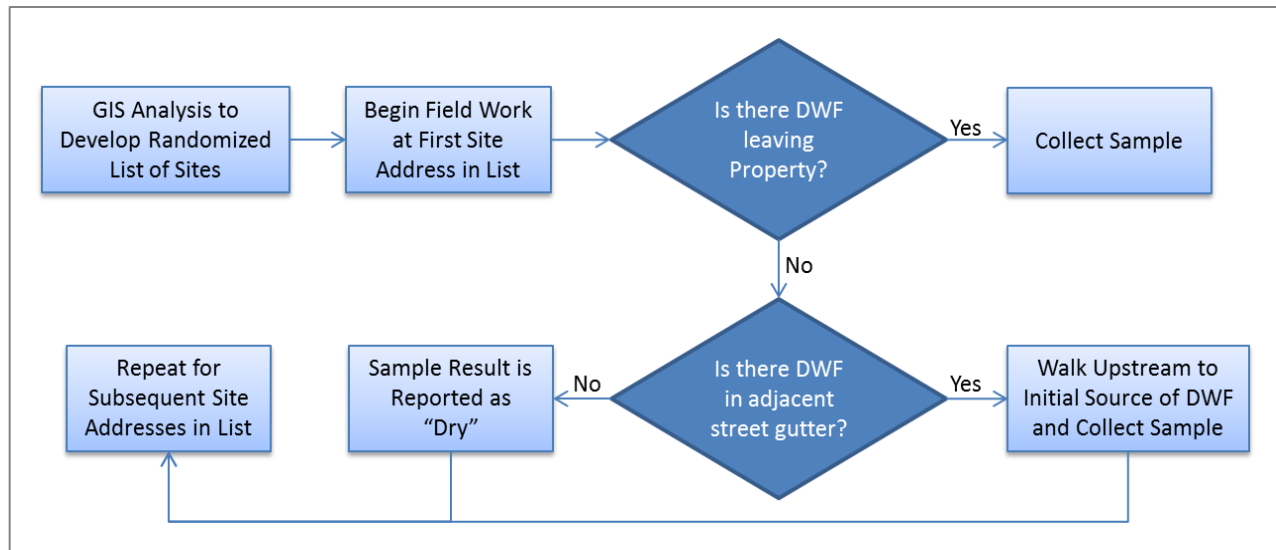 GIS Analysis to
Develop Randomized
List of Sites
Begin Field Work
at First Site
Address in List
Is there DWF
leaving
Property?
Yes
Collect Sample
No
Is there DWF
in adjacent
street gutter?
Yes
Walk Upstream to
Initial Source of DWF
and Collect Sample
No
Sample Result is
Reported as
“Dry”
Repeat for
Subsequent Site
Addresses in List